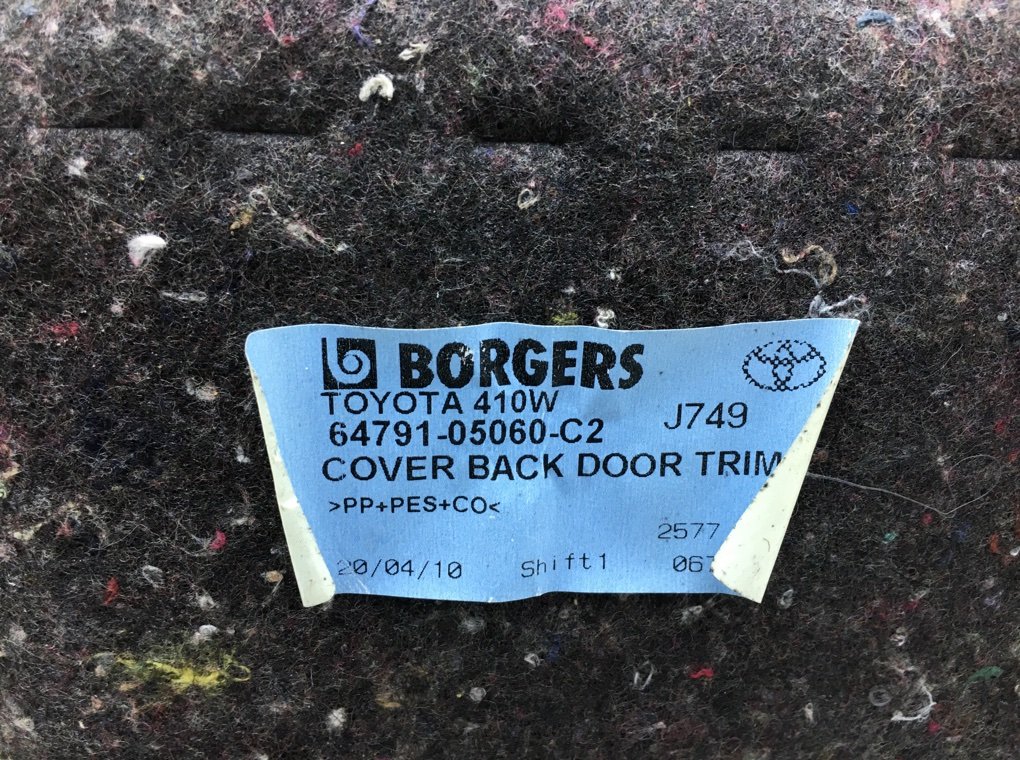 BORGERS
TOYOTA 410W
J749
64791-05060-C2
COVER BACK DOOR TRIM
>PP+PES+CO<
2577
20/04/10 Shift1